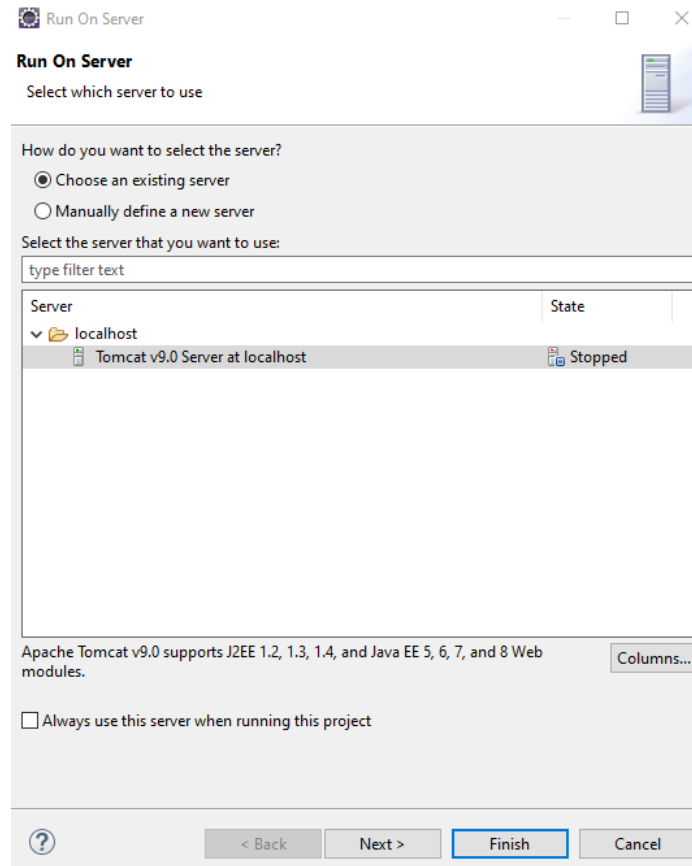 Run On Server
Run On Server
Select which server to use
How do you want to select the server?
Choose an existing server
Manually define a new server
Select the server that you want to use:
type filter text
Server State
localhost
Tomcat v9.0 Server at localhost Stopped
Apache Tomcat v9.0 supports J2EE 1.2, 1.3, 1.4, and Java EE 5, 6, 7, and 8 Web
modules.
Columns...
Always use this server when running this project
? < Back Next > Finish Cancel